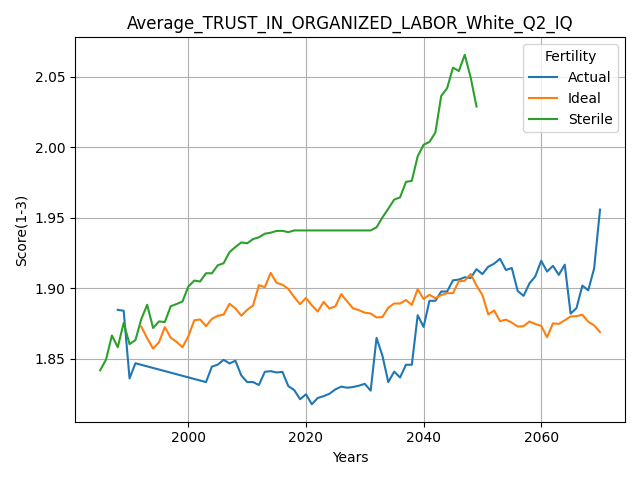 Average_TRUST_IN_ORGANIZED_LABOR_White_Q2_IQ
Fertility
Actual
Ideal
Sterile
Score(1-3)
2.05
2.00
1.95
1.90
1.85
2000 2020 2040 2060
Years